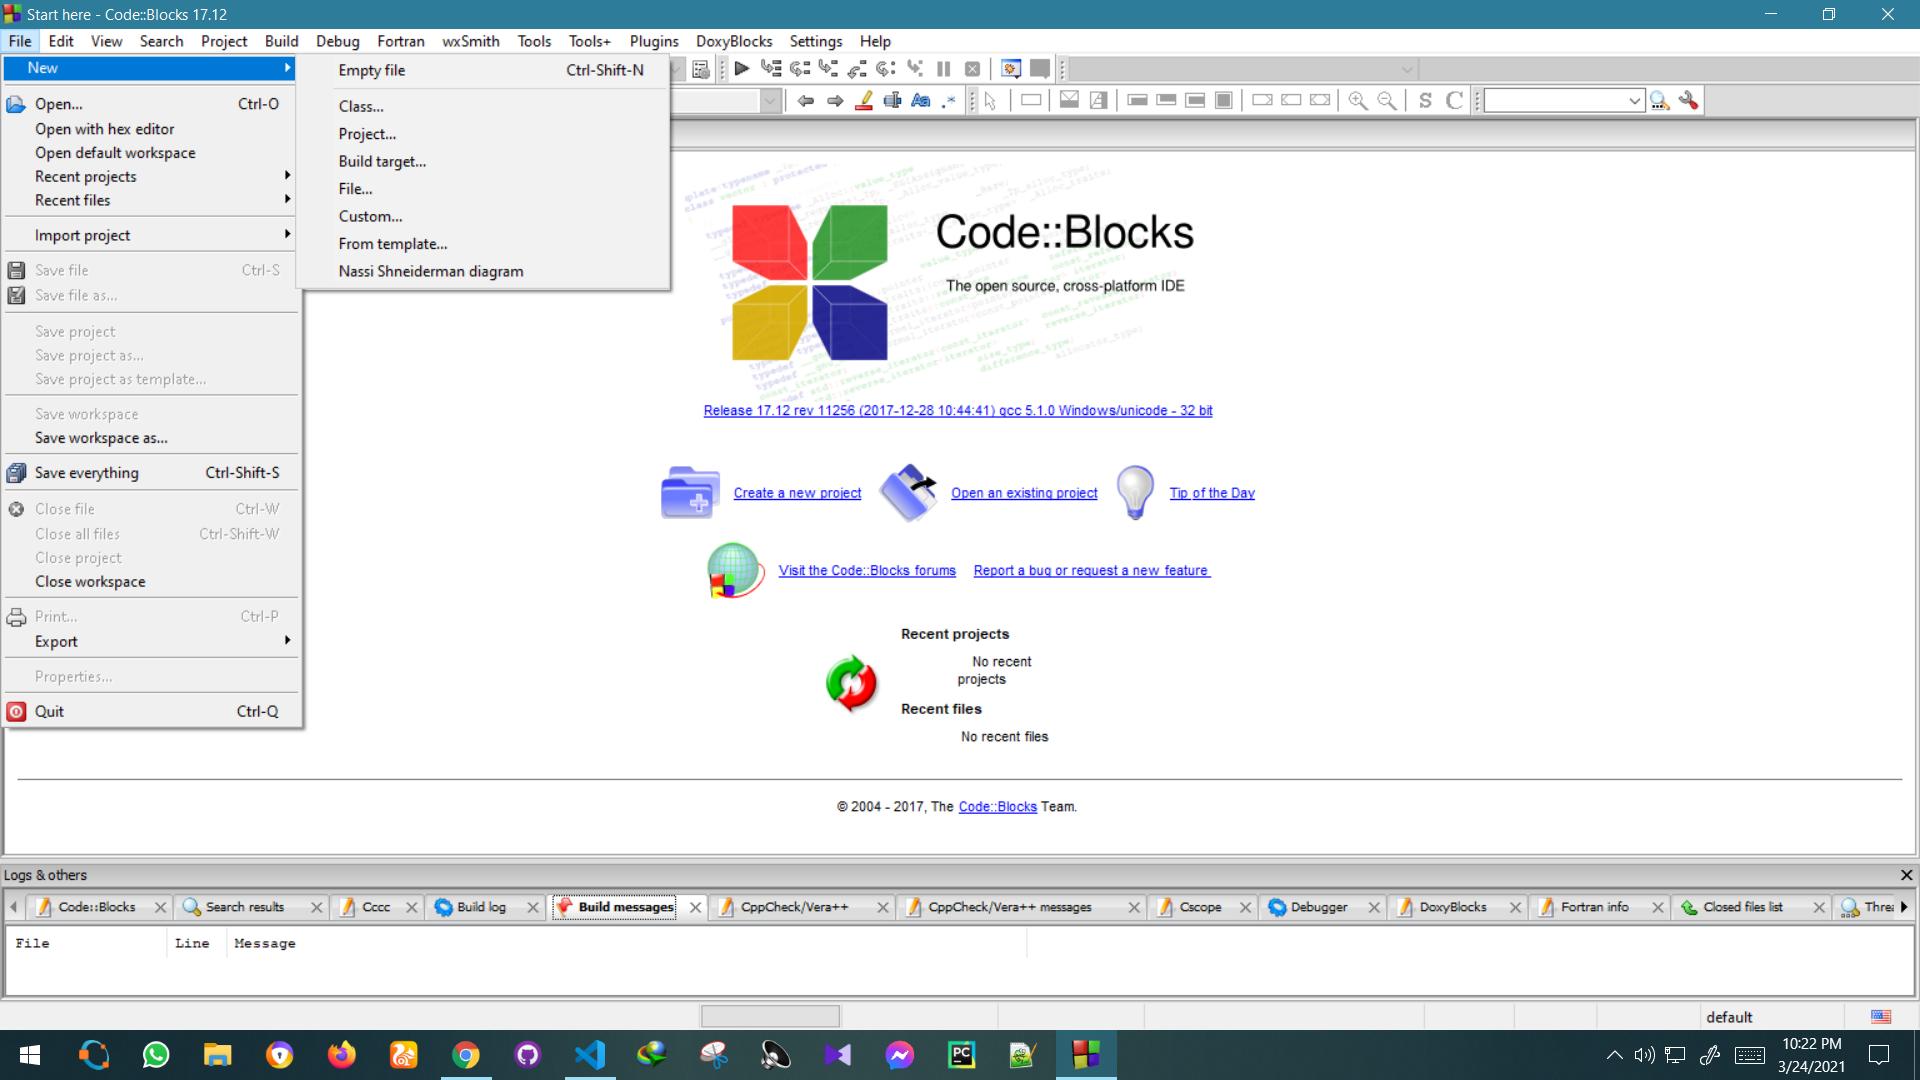 Start here - Code::Blocks 17.12
File Edit View Search Project Build Debug Fortran wxSmith Tools Tools+ Plugins DoxyBlocks Settings Help
New
Open... Ctrl-O
Open with hex editor
Open default workspace
Recent projects
Recent files
Import project
Save file Ctrl-S
Save file as...
Save project
Save project as...
Save project as template...
Save workspace
Save workspace as...
Save everything Ctrl-Shift-S
Close file Ctrl-W
Close all files Ctrl-Shift-W
Close project
Close workspace
Print... Ctrl-P
Export
Properties...
Quit Ctrl-Q
Empty file Ctrl-Shift-N
Class...
Project...
Build target...
File...
Custom...
From template...
Nassi Shneiderman diagram
S C
Code::Blocks
The open source, cross-platform IDE
Release 17.12 rev 11256 (2017-12-28 10:44:41) gcc 5.1.0 Windows/unicode - 32 bit
Create a new project Open an existing project Tip of the Day
Visit the Code::Blocks forums Report a bug or request a new feature
Recent projects
No recent
projects
Recent files
No recent files
© 2004 - 2017, The Code::Blocks Team.
Logs & others
Code::Blocks Search results Cccc Build log Build messages CppCheck/Vera++ CppCheck/Vera++ messages Cscope Debugger DoxyBlocks Fortran info Closed files list
File Line Message
default
PC
10:22 PM
3/24/2021